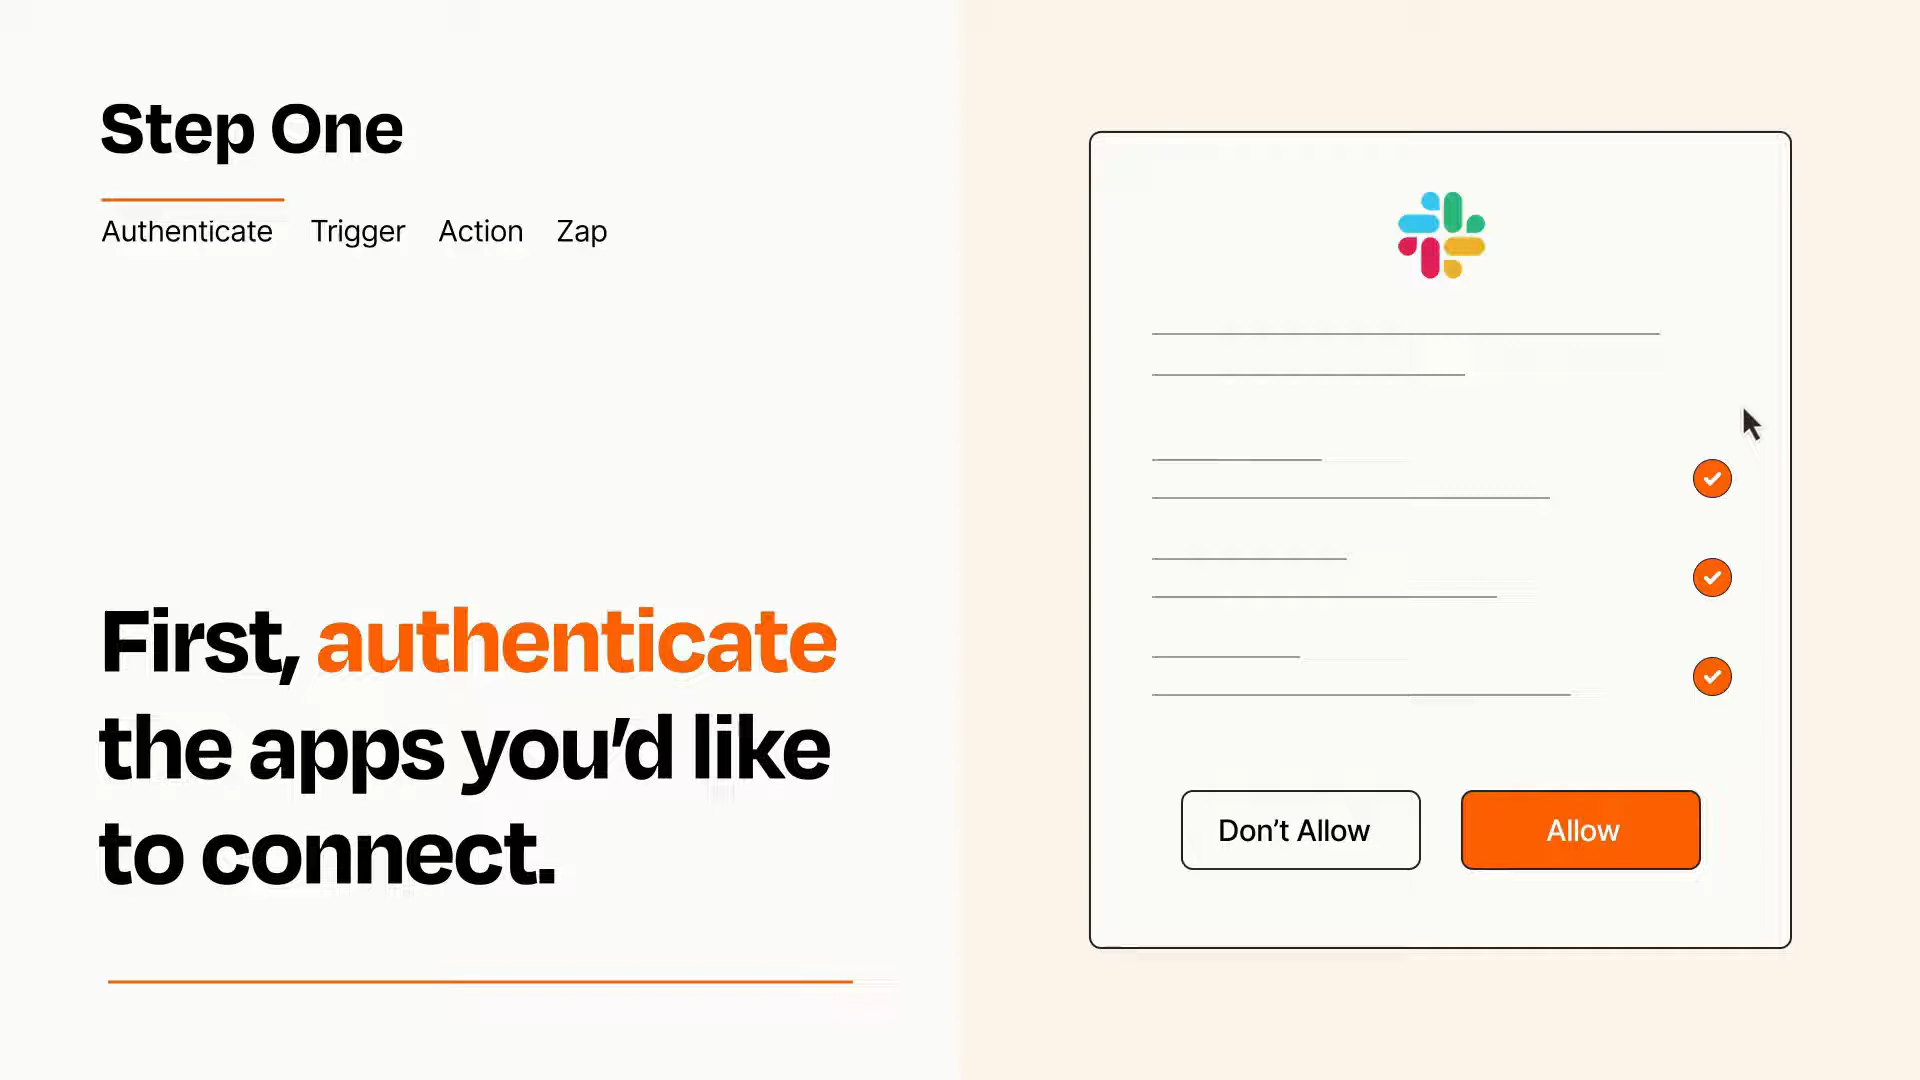 Step One
Authenticate Trigger Action Zap
First, authenticate
the apps you’d like
to connect.
Don’t Allow
Allow